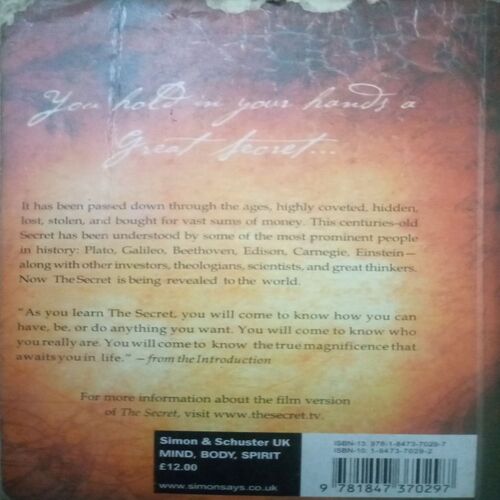 You hold in your hands a
Great Secret...
It has been passed down through the ages, highly coveted, hidden,
lost, stolen, and bought for vast sums of money. This centuries-old
Secret has been understood by some of the most prominent people
in history: Plato, Galileo, Beethoven, Edison, Carnegie, Einstein—
along with other investors, theologians, scientists, and great thinkers.
Now The Secret is being revealed to the world.
"As you learn The Secret, you will come to know how you can
have, be, or do anything you want. You will come to know who
you really are. You will come to know the true magnificence that
awaits you in life." —from the Introduction
For more information about the film version
of The Secret, visit www.thesecret.tv.
Simon & Schuster UK
MIND, BODY, SPIRIT
£12.00
www.simonsays.co.uk
ISBN-13: 978-1-8473-7029-7
ISBN-10: 1-8473-7029-2
9 781847 370297